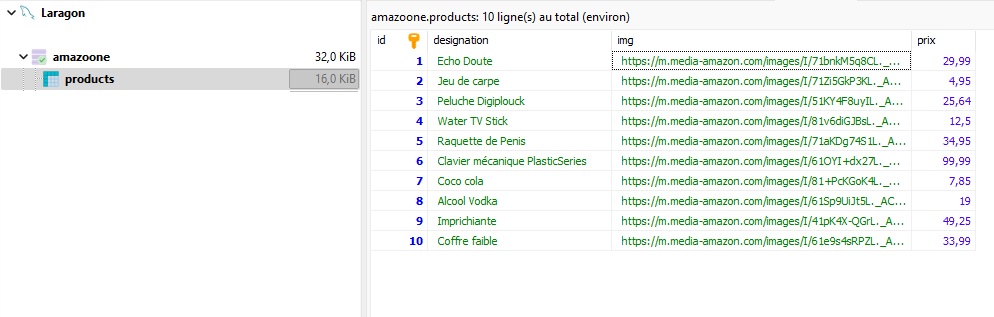 Laragon
amazoone 32,0 KiB
products 16,0 KiB
amazoone.products: 10 ligne(s) au total (environ)
id designation img prix
1 Echo Doute https://m.media-amazon.com/images/I/71bnkM5q8CL._... 29,99
2 Jeu de carpe https://m.media-amazon.com/images/I/71Zi5GkP3KL._A... 4,95
3 Peluche Digiplouck https://m.media-amazon.com/images/I/51KY4F8uyIL._A... 25,64
4 Water TV Stick https://m.media-amazon.com/images/I/81v6diGJBsL._A... 12,5
5 Raquette de Penis https://m.media-amazon.com/images/I/71aKDg74S1L._A... 34,95
6 Clavier mécanique PlasticSeries https://m.media-amazon.com/images/I/61OYI+dx27L._... 99,99
7 Coco cola https://m.media-amazon.com/images/I/81+PcKGoK4L._... 7,85
8 Alcool Vodka https://m.media-amazon.com/images/I/61Sp9UiJt5L._AC... 19
9 Imprichiante https://m.media-amazon.com/images/I/41pK4X-QGrL._A... 49,25
10 Coffre faible https://m.media-amazon.com/images/I/61e9s4sRPZL._A... 33,99